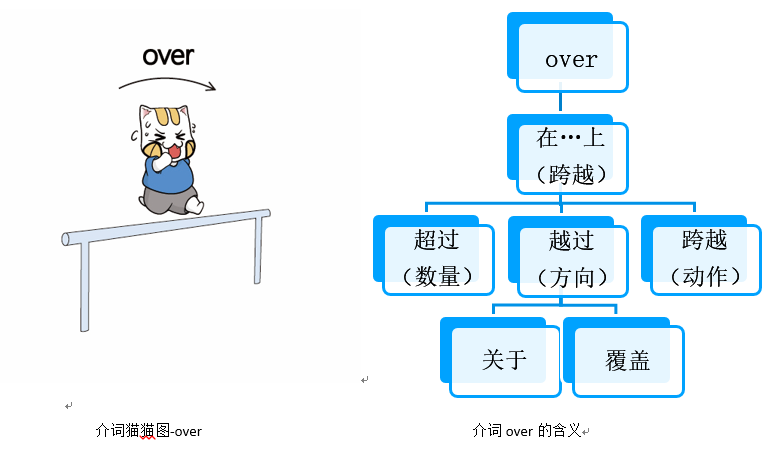 over
over
在…上
（跨越）
超过
（数量）
越过
（方向）
跨越
（动作）
关于
覆盖
介词猫猫图-over
介词 over 的含义